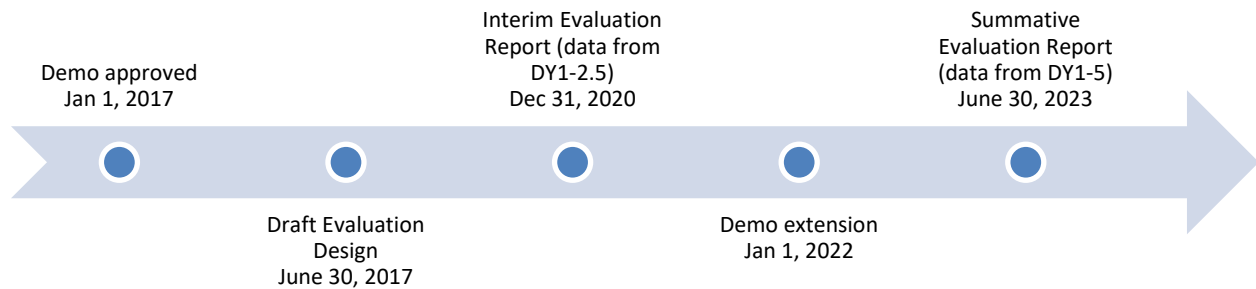 Demo approved
Jan 1, 2017
Draft Evaluation
Design
June 30, 2017
Interim Evaluation
Report (data from
DY1-2.5)
Dec 31, 2020
Demo extension
Jan 1, 2022
Summative
Evaluation Report
(data from DY1-5)
June 30, 2023